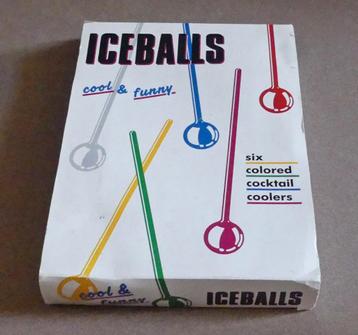 ICEBALLS
cool & funny
six
colored
cocktail
coolers
cool &
funny
ICEBALLS